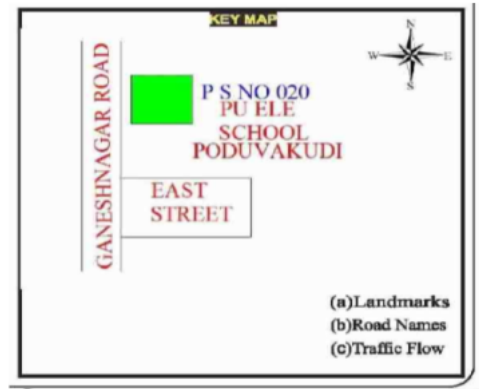 KEY MAP
N
W
E
S
GANESHNAGAR ROAD
P S NO 020
PU ELE
SCHOOL
PODUVAKUDI
EAST
STREET
(a)Landmarks
(b)Road Names
(c)Traffic Flow